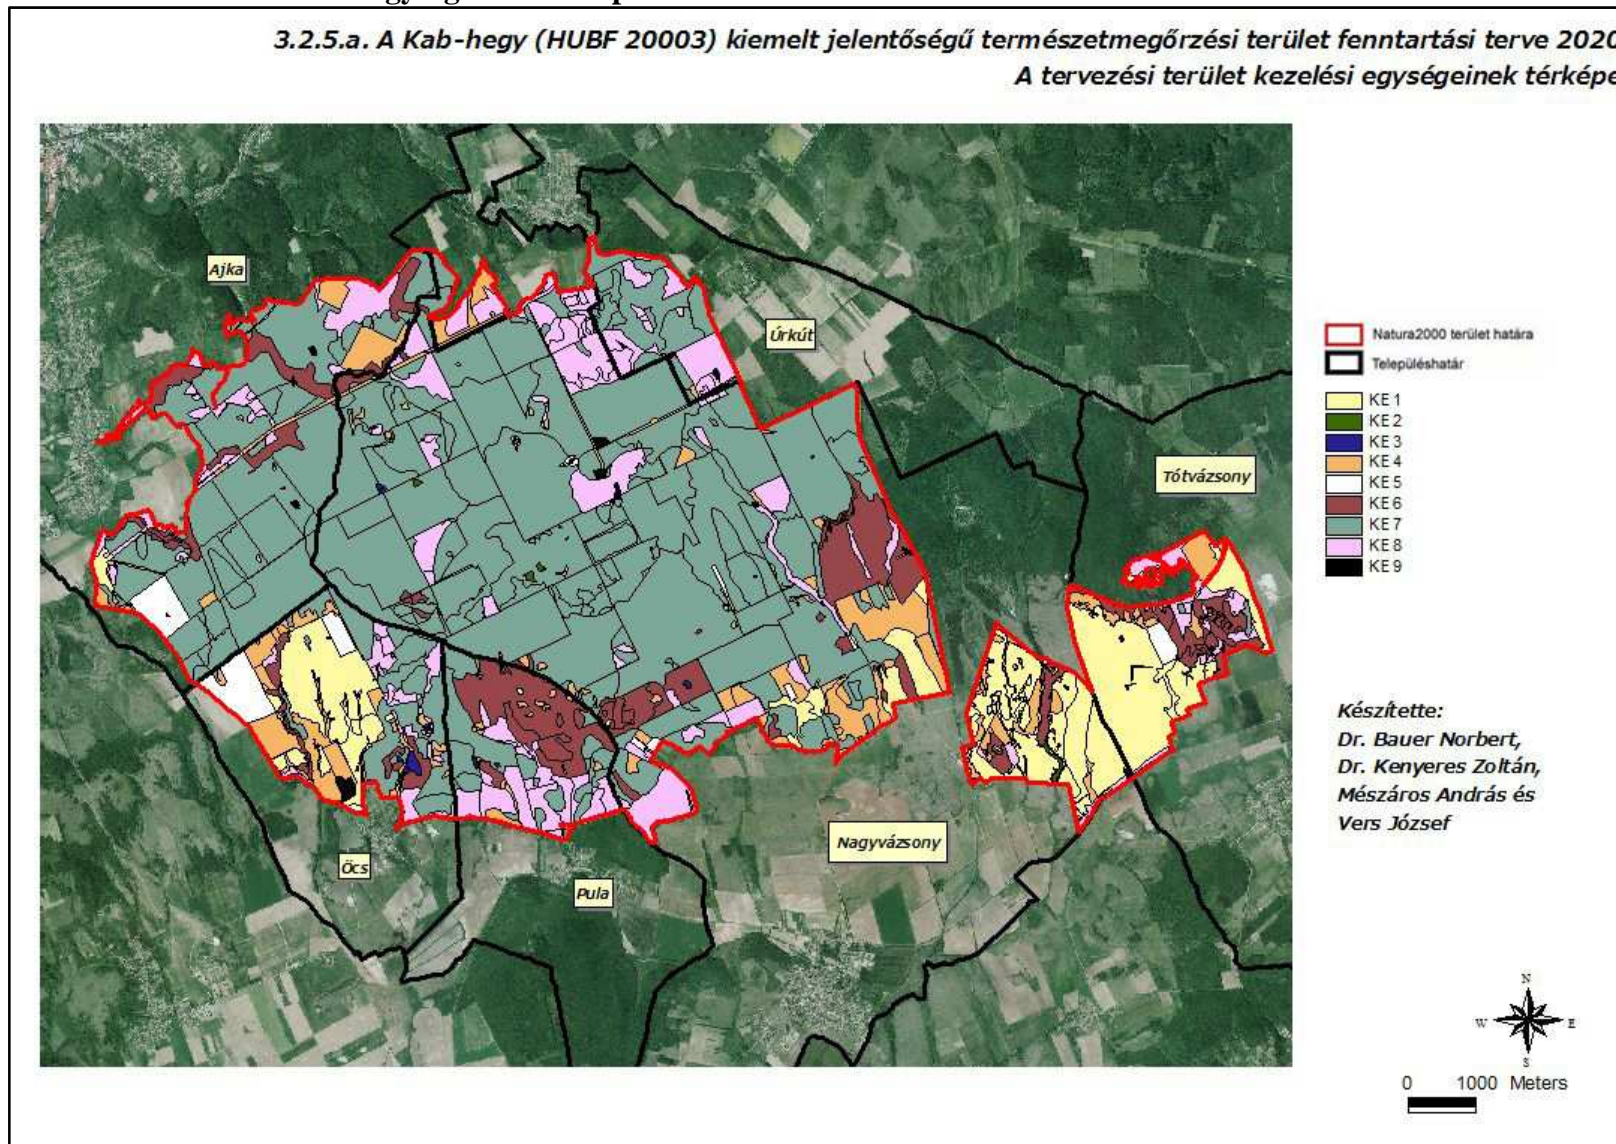 3.2.5.a. A Kab-hegy (HUBF 20003) kiemelt jelentőségű természetmegőrzési terület fenntartási terve 2020
A tervezési terület kezelési egységeinek térképe
Ajka
Úrkút
Tótvázsony
Nagyvázsony
Öcs
Pula
Natura2000 terület határa
Településhatár
KE 1
KE 2
KE 3
KE 4
KE 5
KE 6
KE 7
KE 8
KE 9
Készítette:
Dr. Bauer Norbert,
Dr. Kenyeres Zoltán,
Mészáros András és
Vers József
N
W E
S
0 1000 Meters